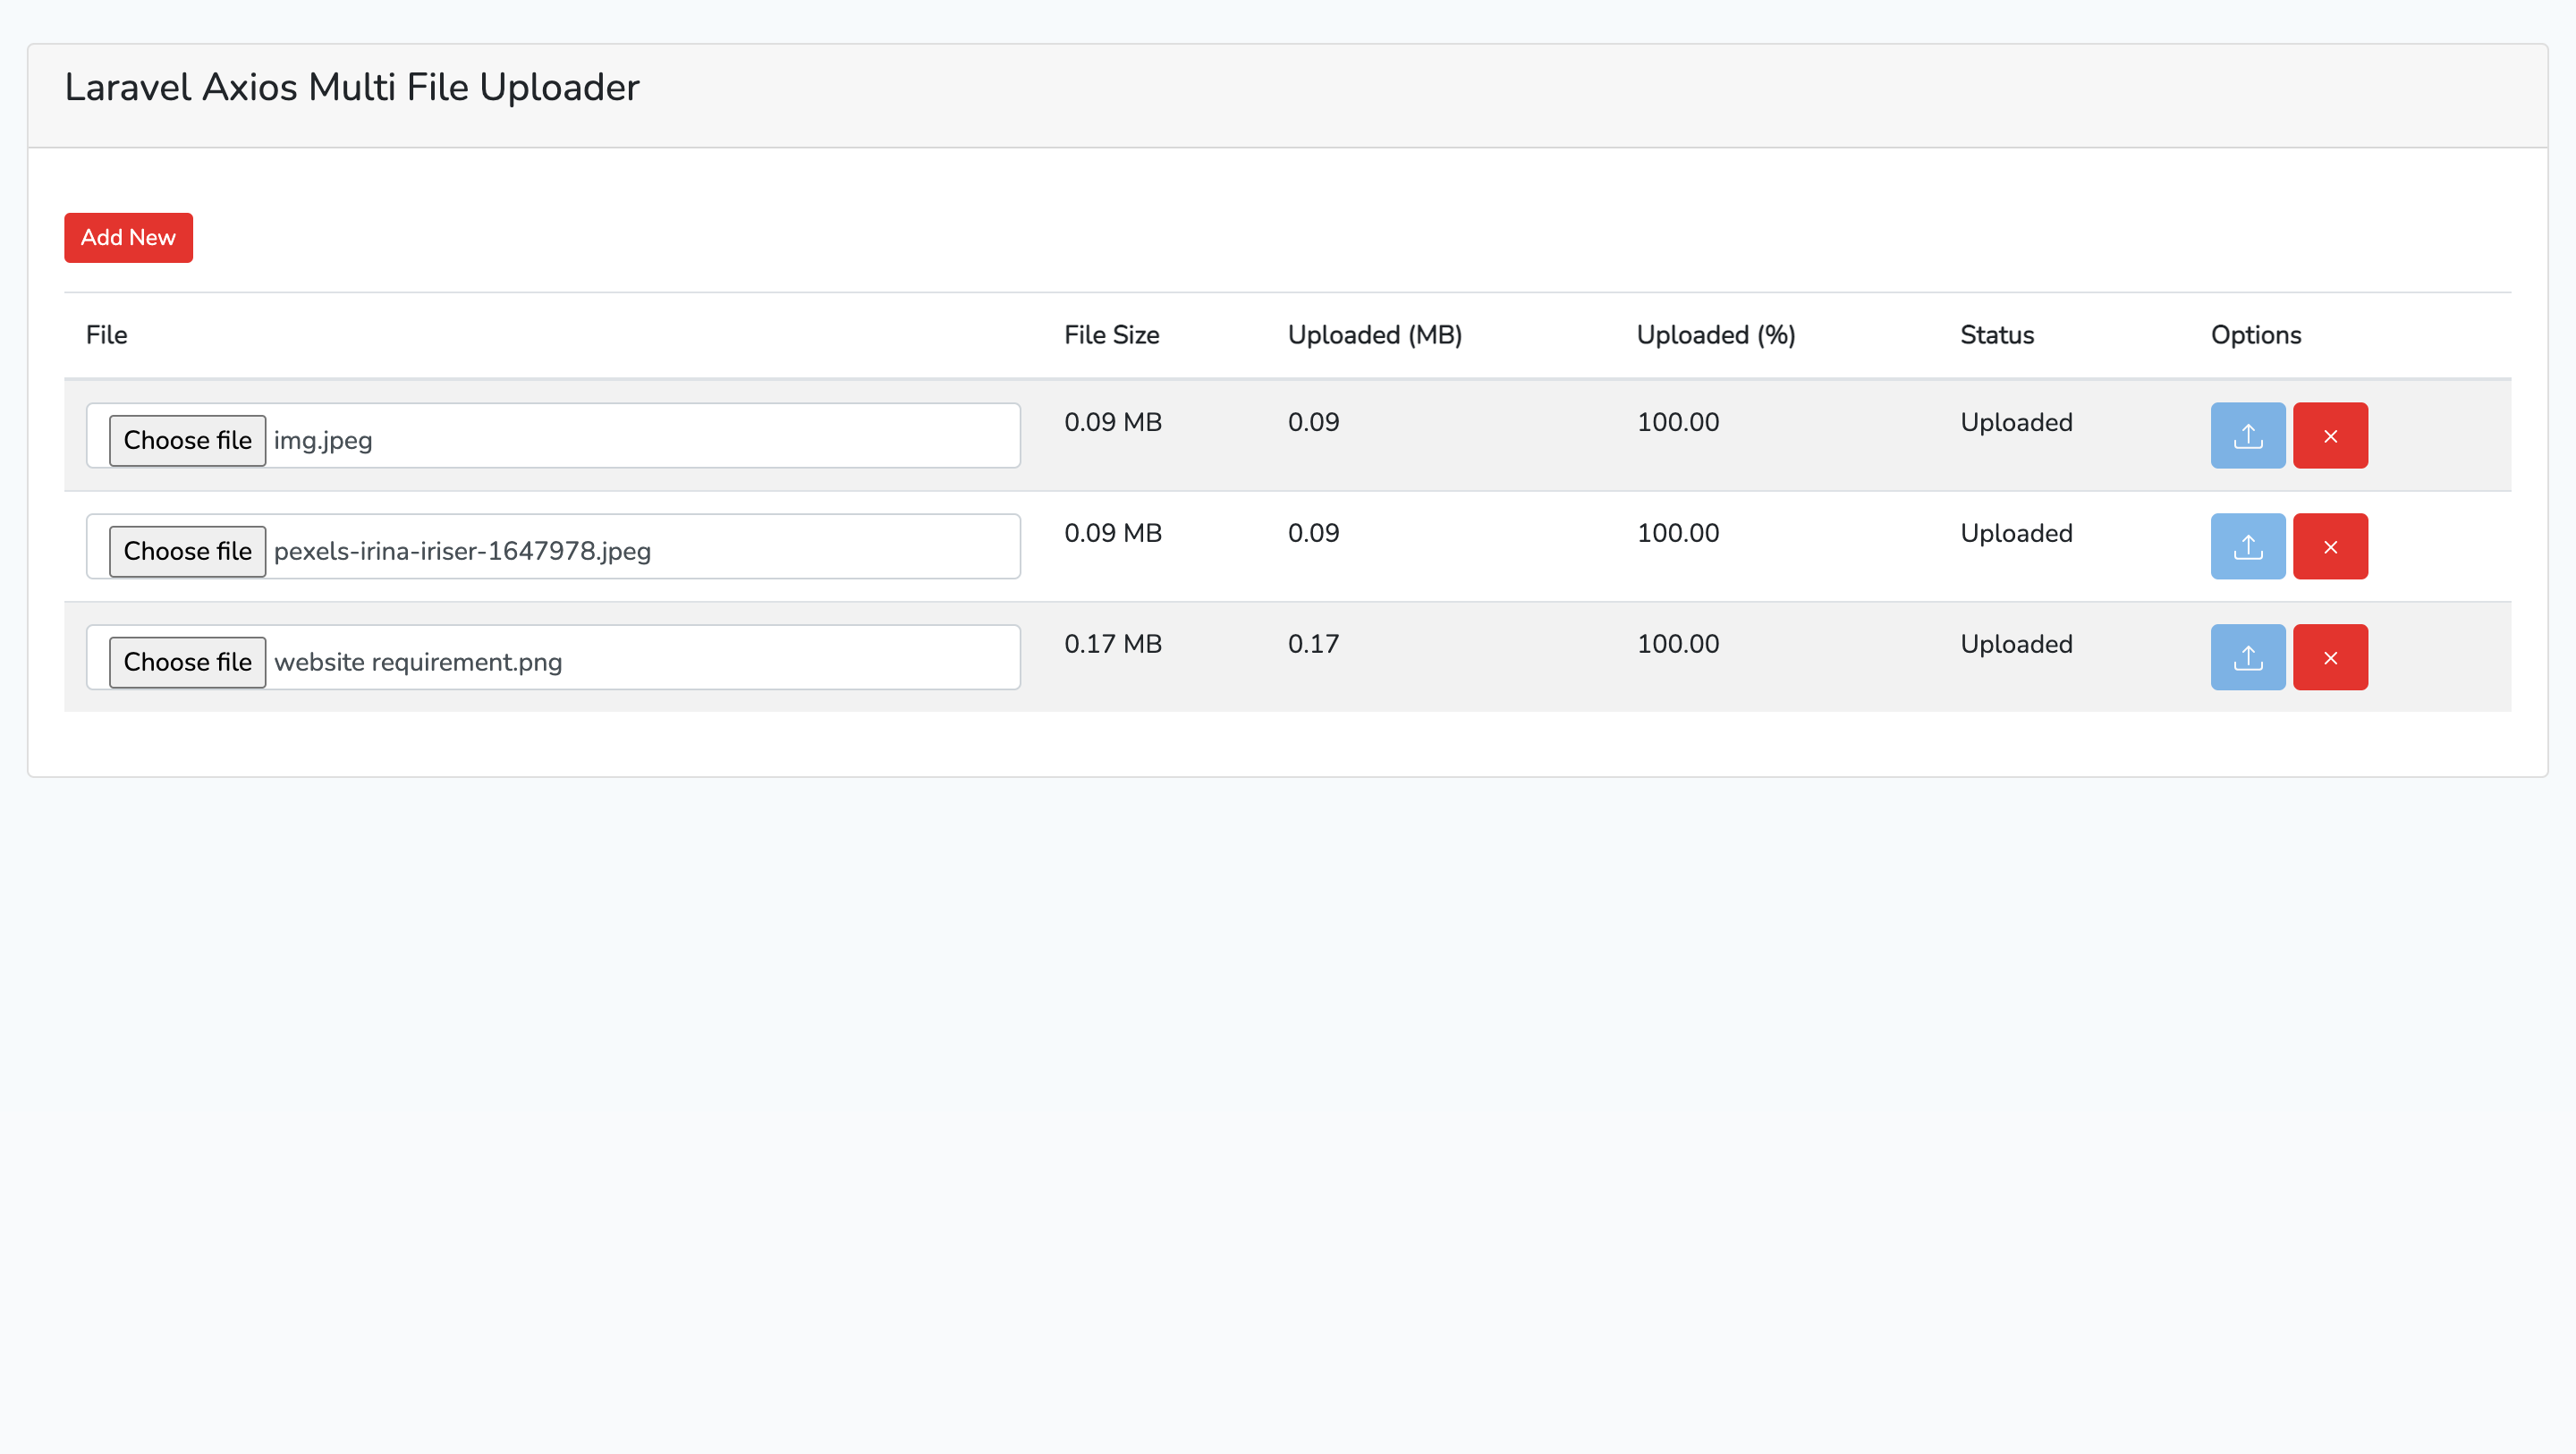 Laravel Axios Multi File Uploader
Add New
File File Size Uploaded (MB) Uploaded (%) Status Options
Choose file img.jpeg 0.09 MB 0.09 100.00 Uploaded
Choose file pexels-irina-iriser-1647978.jpeg 0.09 MB 0.09 100.00 Uploaded
Choose file website requirement.png 0.17 MB 0.17 100.00 Uploaded